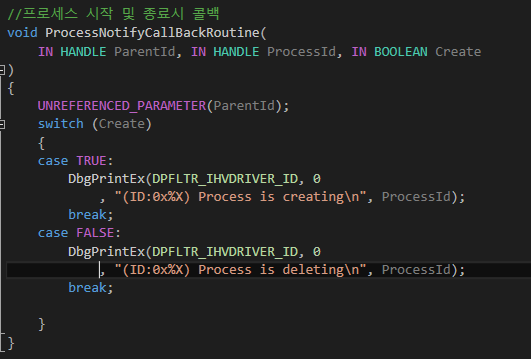 //프로세스 시작 및 종료시 콜백
void ProcessNotifyCallBackRoutine(
    IN HANDLE ParentId, IN HANDLE ProcessId, IN BOOLEAN Create
)
{
    UNREFERENCED_PARAMETER(ParentId);
    switch (Create)
    {
    case TRUE:
        DbgPrintEx(DPFLTR_IHVDRIVER_ID, 0
            , "(ID:0x%X) Process is creating\n", ProcessId);
        break;
    case FALSE:
        DbgPrintEx(DPFLTR_IHVDRIVER_ID, 0
            , "(ID:0x%X) Process is deleting\n", ProcessId);
        break;

    }
}